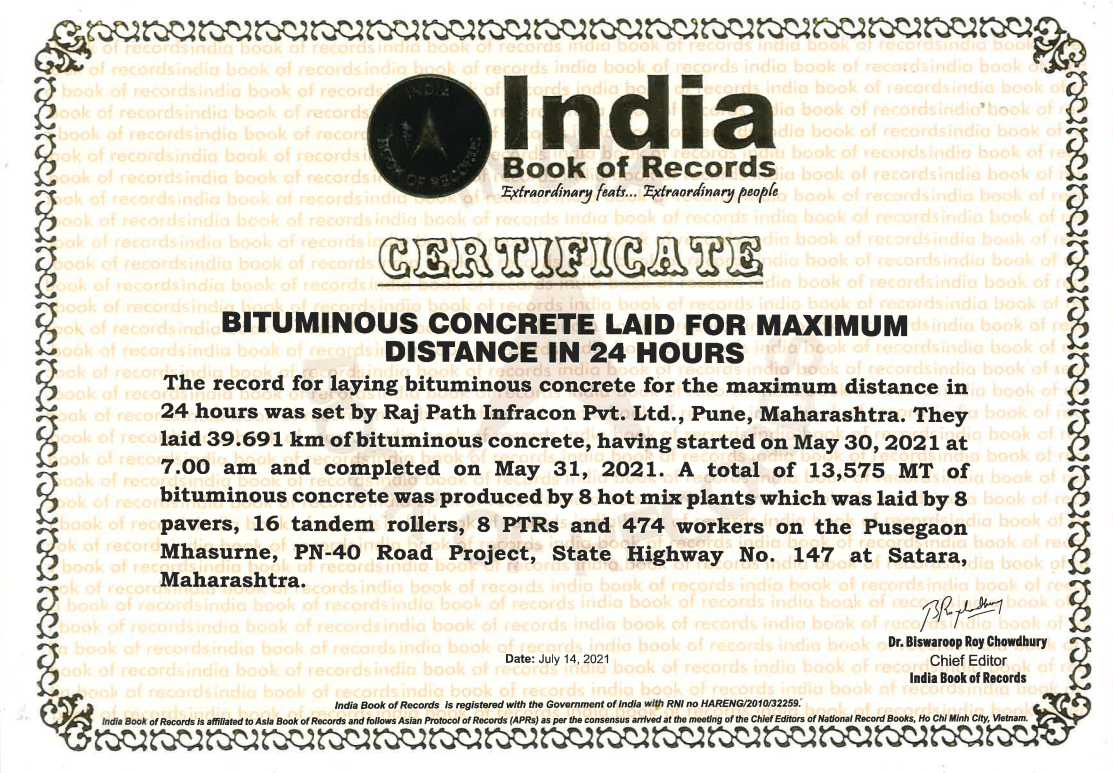 INDIA
BOOK OF RECORDS
India
Book of Records
Extraordinary feats... Extraordinary people
CERTIFICATE
BITUMINOUS CONCRETE LAID FOR MAXIMUM
DISTANCE IN 24 HOURS
The record for laying bituminous concrete for the maximum distance in
24 hours was set by Raj Path Infracon Pvt. Ltd., Pune, Maharashtra. They
laid 39.691 km of bituminous concrete, having started on May 30, 2021 at
7.00 am and completed on May 31, 2021. A total of 13,575 MT of
bituminous concrete was produced by 8 hot mix plants which was laid by 8
pavers, 16 tandem rollers, 8 PTRs and 474 workers on the Pusegaon
Mhasurne, PN-40 Road Project, State Highway No. 147 at Satara,
Maharashtra.
Dr. Biswaroop Roy Chowdhury
Date: July 14, 2021
Chief Editor
India Book of Records
India Book of Records is registered with the Government of India with RNI no HARENG/2010/32259.
India Book of Records is affiliated to Asia Book of Records and follows Asian Protocol of Records (APRs) as per the consensus arrived at the meeting of the Chief Editors of National Record Books, Ho Chi Minh City, Vietnam.